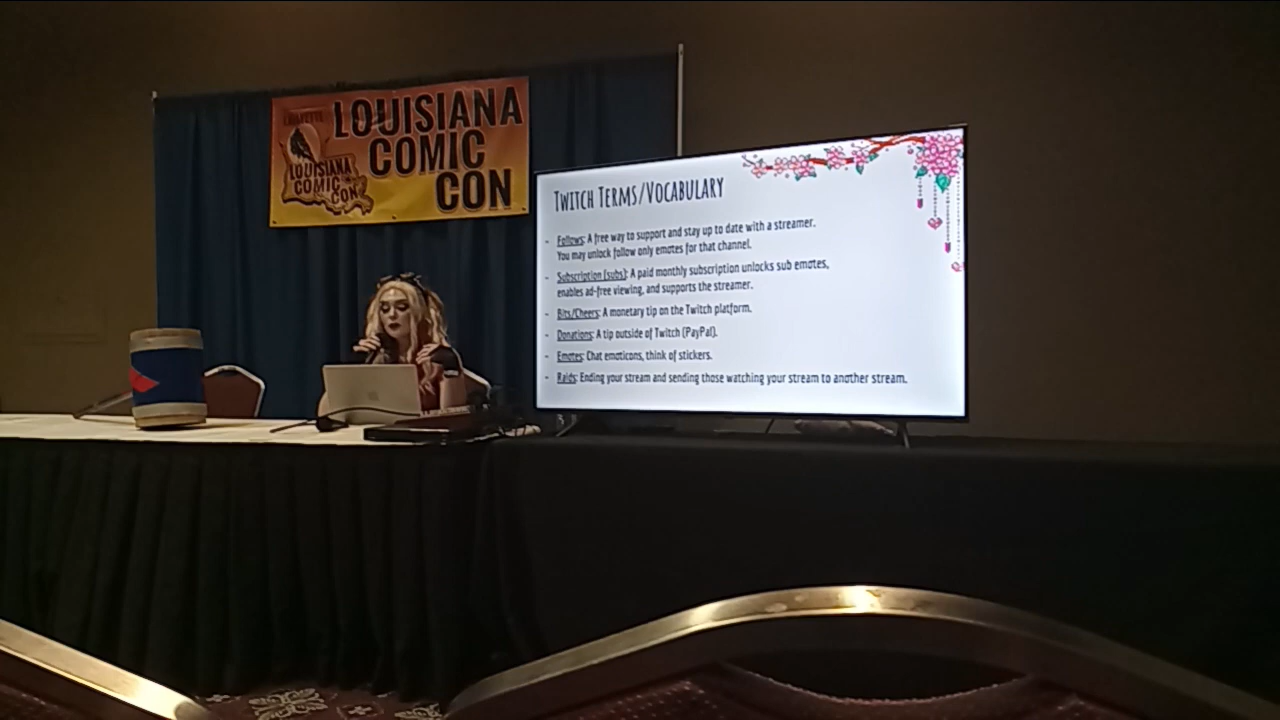 LAFAYETTE
LOUISIANA
COMIC
CON
LOUISIANA
COMIC
CON
Twitch Terms/Vocabulary
- Follows: A free way to support and stay up to date with a streamer.
You may unlock follow only emotes for that channel.
- Subscription (subs): A paid monthly subscription unlocks sub emotes,
enables ad-free viewing, and supports the streamer.
- Bits/Cheers: A monetary tip on the Twitch platform.
- Donations: A tip outside of Twitch (PayPal).
- Emotes: Chat emoticons, think of stickers.
- Raids: Ending your stream and sending those watching your stream to another stream.